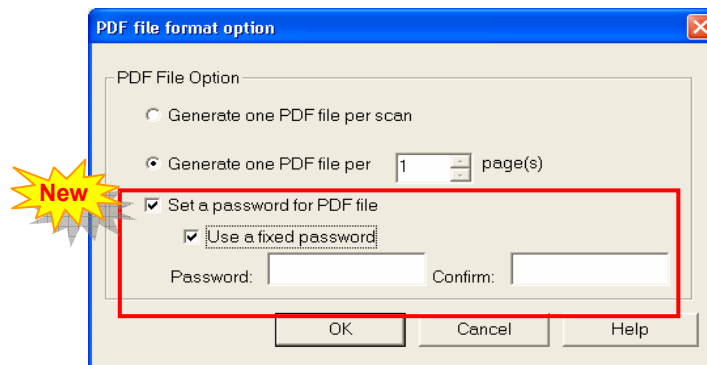 PDF file format option
PDF File Option
Generate one PDF file per scan
Generate one PDF file per 1 page(s)
New
Set a password for PDF file
Use a fixed password
Password: Confirm:
OK Cancel Help